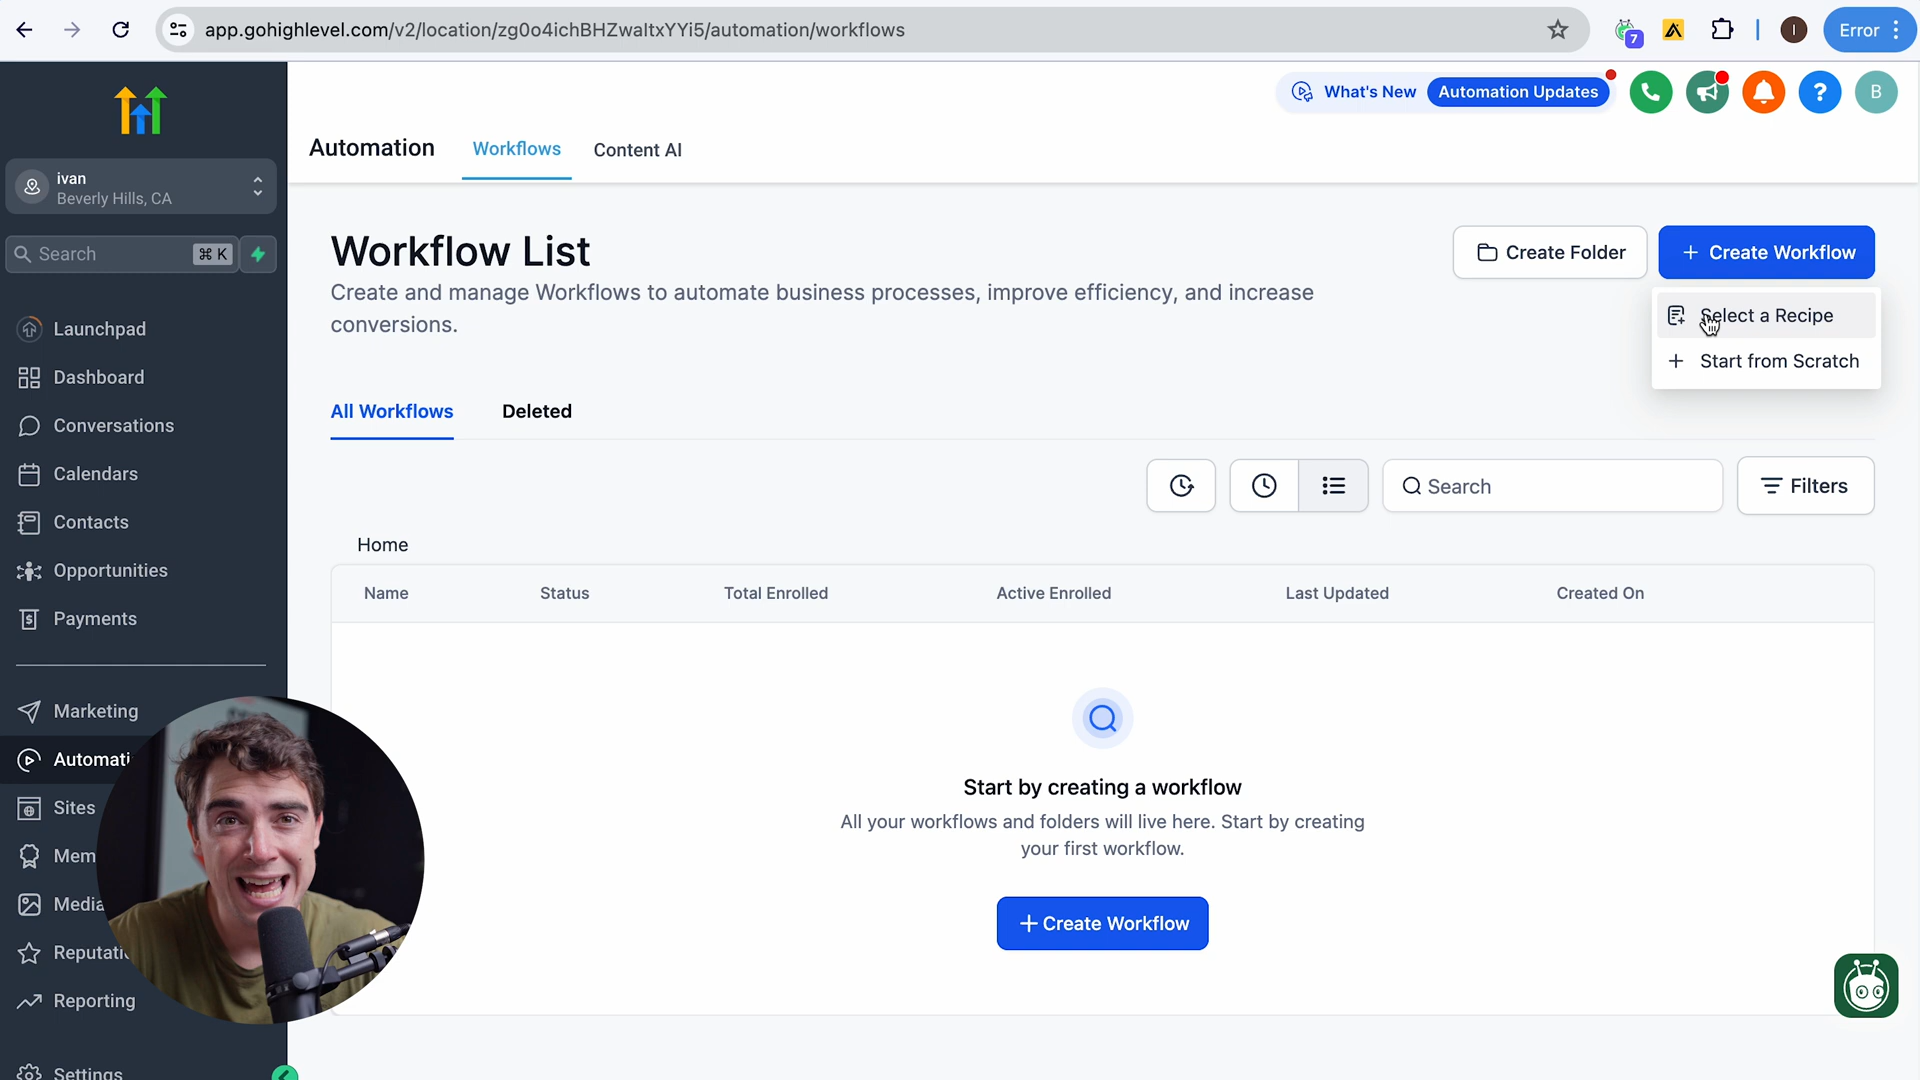 app.gohighlevel.com/v2/location/zg0o4ichBHZwaItxYYi5/automation/workflows
7
I
Error
What's New
Automation Updates
?
B
Automation
Workflows
Content AI
ivan
Beverly Hills, CA
Search
⌘ K
Launchpad
Dashboard
Conversations
Calendars
Contacts
Opportunities
Payments
Marketing
Automati
Sites
Mem
Media
Reputati
Reporting
Settings
Workflow List
Create and manage Workflows to automate business processes, improve efficiency, and increase
conversions.
Create Folder
+ Create Workflow
Select a Recipe
+ Start from Scratch
All Workflows
Deleted
Search
Filters
Home
Name
Status
Total Enrolled
Active Enrolled
Last Updated
Created On
Start by creating a workflow
All your workflows and folders will live here. Start by creating
your first workflow.
+ Create Workflow